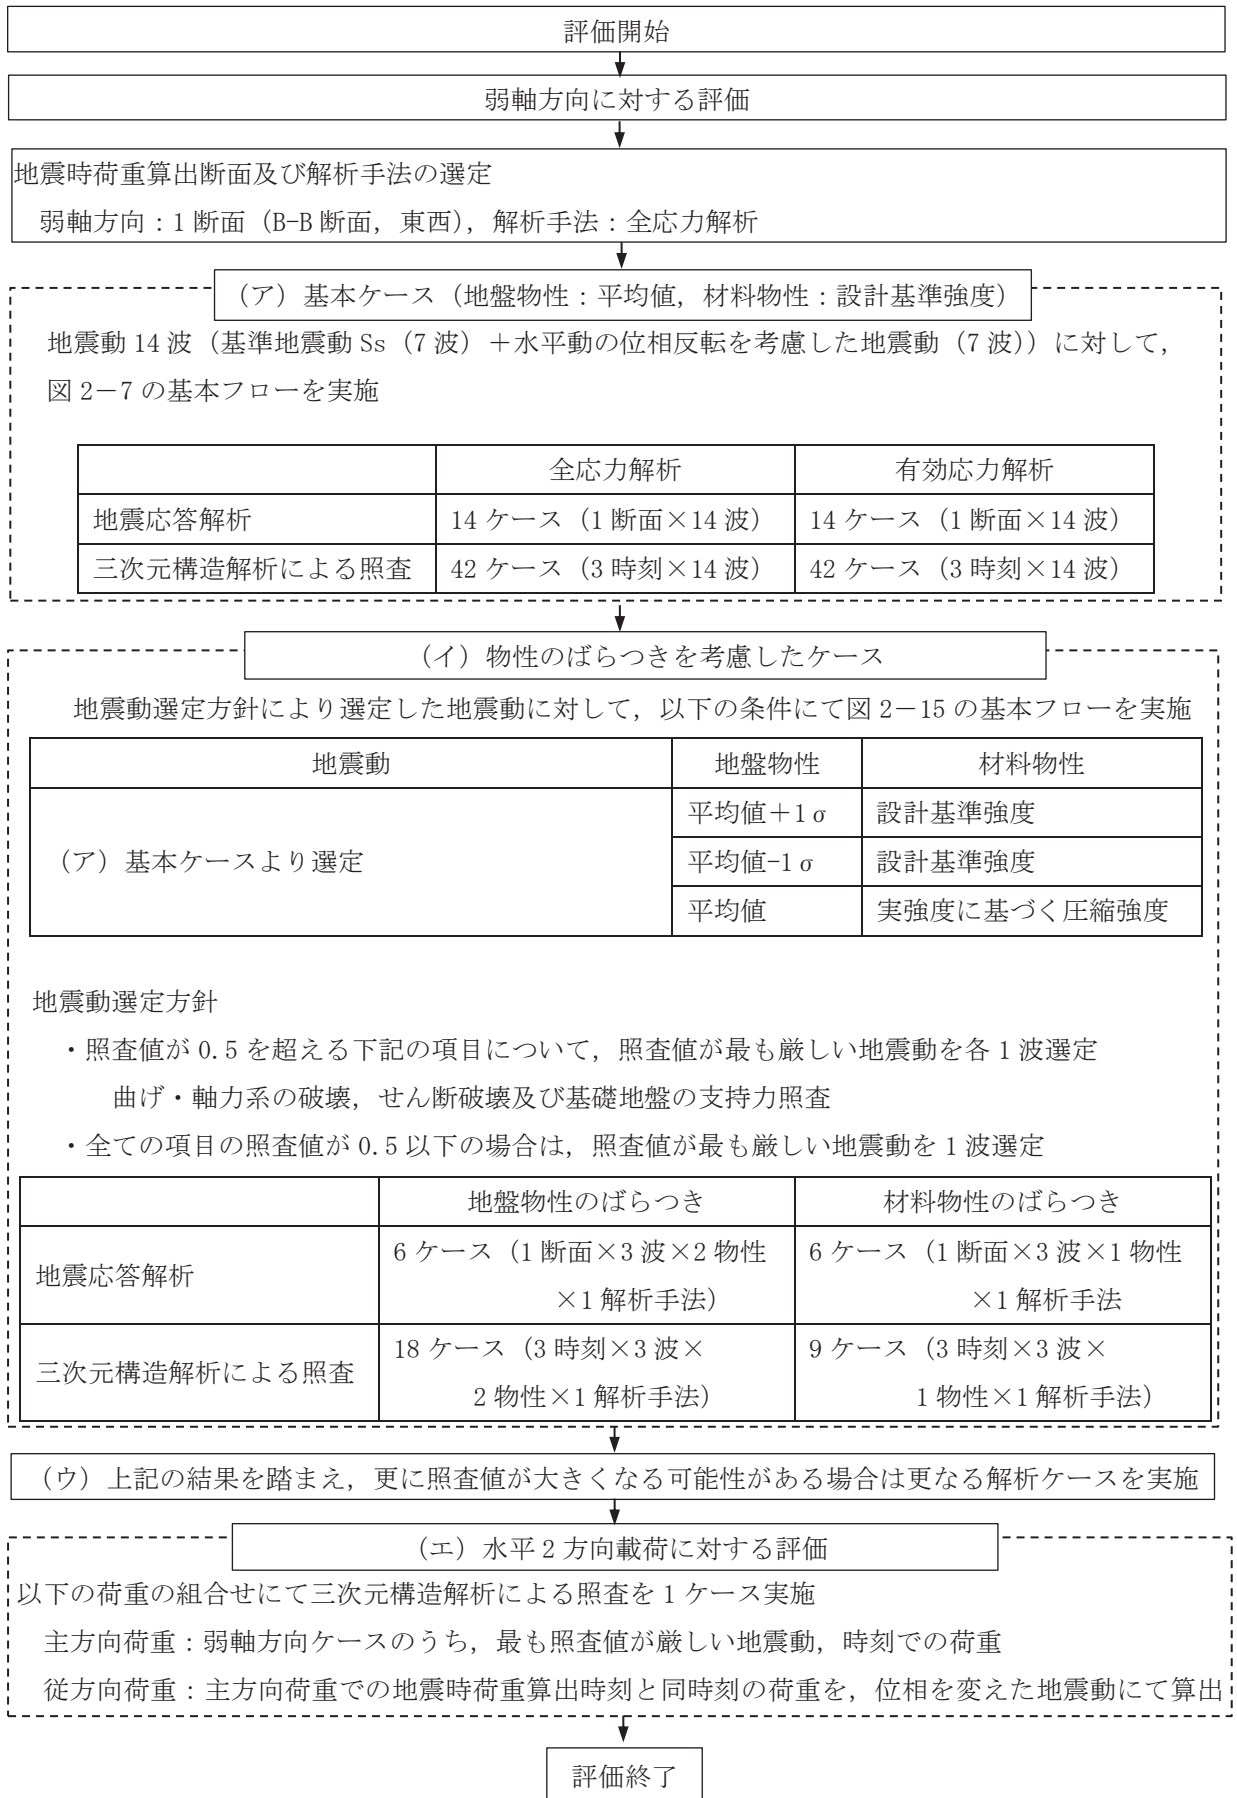 評価開始
弱軸方向に対する評価
地震時荷重算出断面及び解析手法の選定
弱軸方向：1 断面（B-B 断面，東西），解析手法：全応力解析
（ア）基本ケース（地盤物性：平均値，材料物性：設計基準強度）
地震動 14 波（基準地震動 Ss（7 波）＋水平動の位相反転を考慮した地震動（7 波））に対して，
図 2－7 の基本フローを実施
全応力解析 有効応力解析
地震応答解析 14 ケース（1 断面×14 波） 14 ケース（1 断面×14 波）
三次元構造解析による照査 42 ケース（3 時刻×14 波） 42 ケース（3 時刻×14 波）
（イ）物性のばらつきを考慮したケース
地震動選定方針により選定した地震動に対して，以下の条件にて図 2－15 の基本フローを実施
地震動 地盤物性 材料物性
平均値＋1σ 設計基準強度
（ア）基本ケースより選定 平均値-1σ 設計基準強度
平均値 実強度に基づく圧縮強度
地震動選定方針
・照査値が 0.5 を超える下記の項目について，照査値が最も厳しい地震動を各 1 波選定
曲げ・軸力系の破壊，せん断破壊及び基礎地盤の支持力照査
・全ての項目の照査値が 0.5 以下の場合は，照査値が最も厳しい地震動を 1 波選定
地盤物性のばらつき 材料物性のばらつき
地震応答解析 6 ケース（1 断面×3 波×2 物性 6 ケース（1 断面×3 波×1 物性
×1 解析手法） ×1 解析手法
三次元構造解析による照査 18 ケース（3 時刻×3 波× 9 ケース（3 時刻×3 波×
2 物性×1 解析手法） 1 物性×1 解析手法）
（ウ）上記の結果を踏まえ，更に照査値が大きくなる可能性がある場合は更なる解析ケースを実施
（エ）水平 2 方向載荷に対する評価
以下の荷重の組合せにて三次元構造解析による照査を 1 ケース実施
主方向荷重：弱軸方向ケースのうち，最も照査値が厳しい地震動，時刻での荷重
従方向荷重：主方向荷重での地震時荷重算出時刻と同時刻の荷重を，位相を変えた地震動にて算出
評価終了